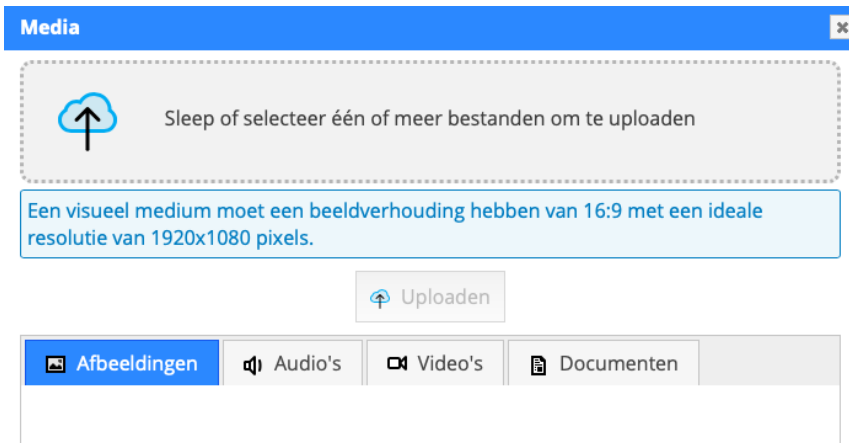 Media
Sleep of selecteer één of meer bestanden om te uploaden
Een visueel medium moet een beeldverhouding hebben van 16:9 met een ideale
resolutie van 1920x1080 pixels.
Uploaden
Afbeeldingen Audio's Video's Documenten